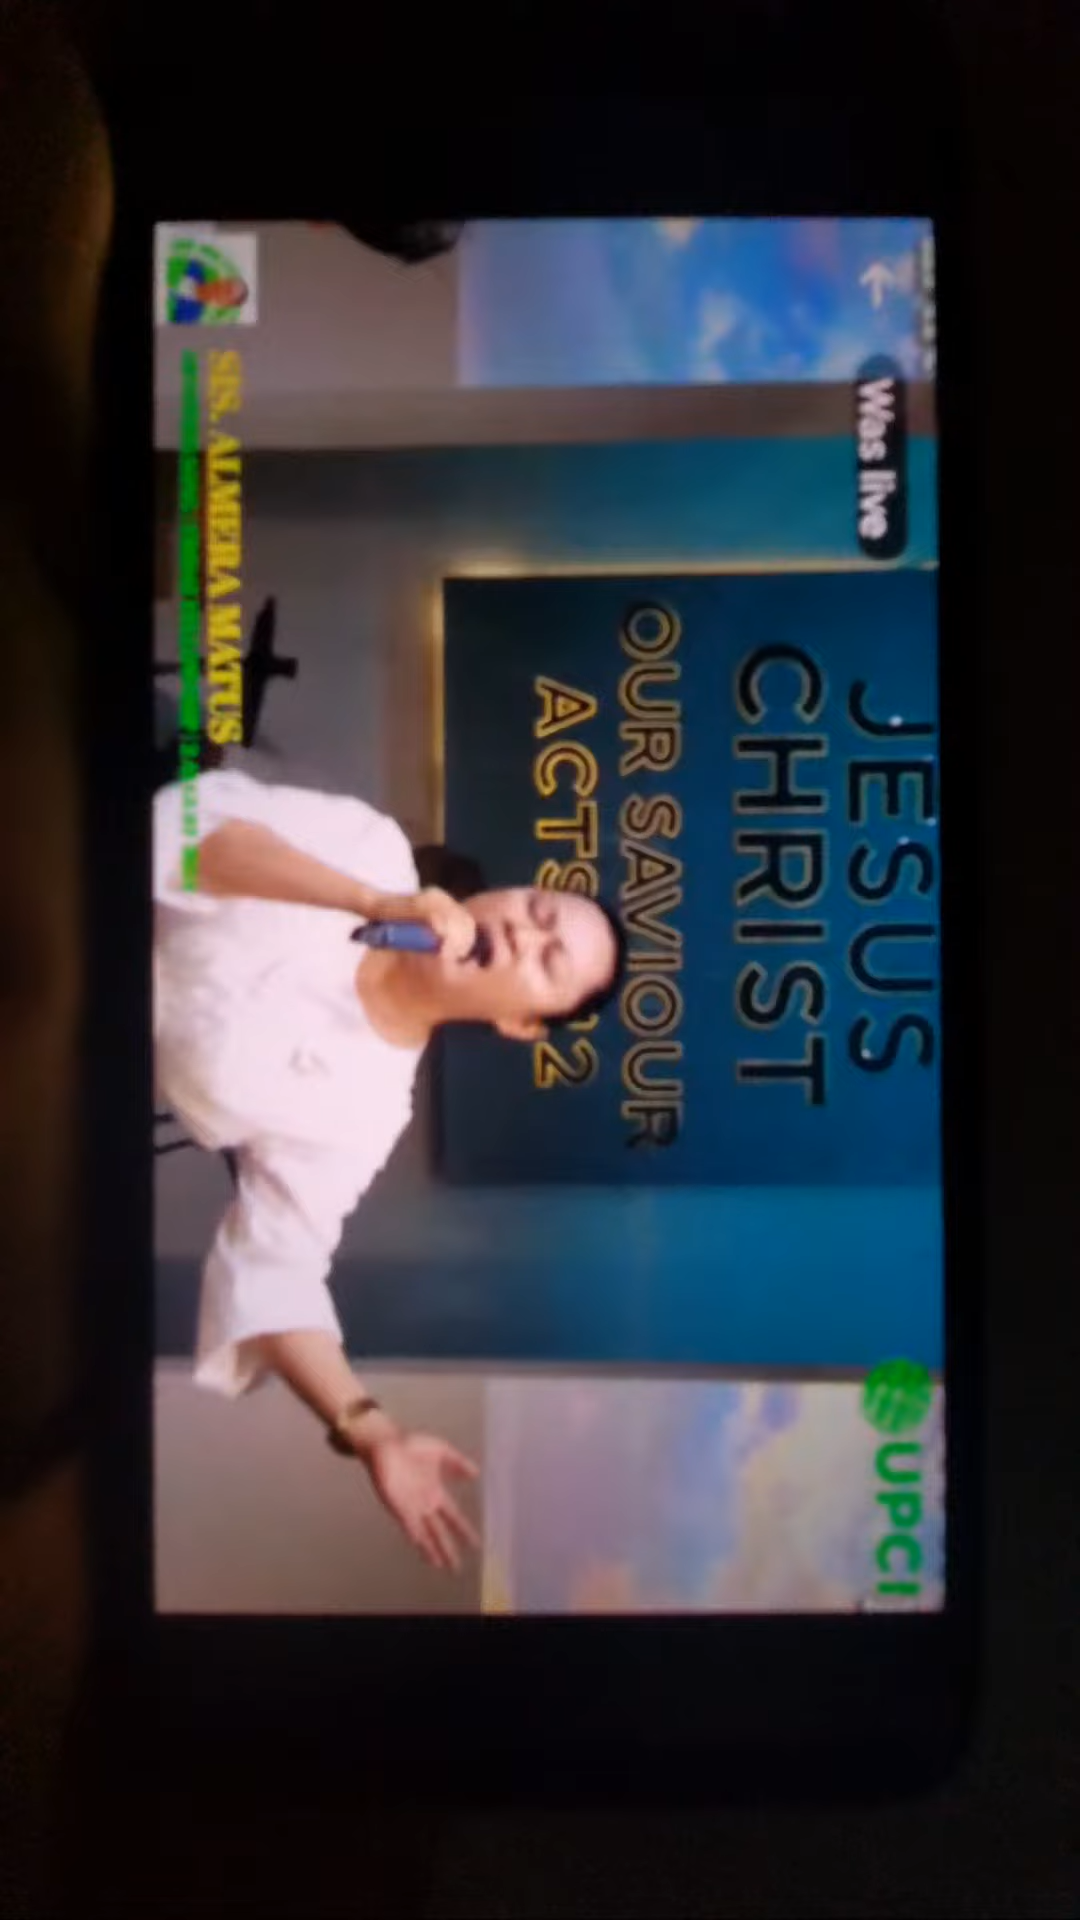 Was live
UPCI
JESUS
CHRIST
OUR SAVIOUR
ACTS
12
SIS. ALMERA MATUS